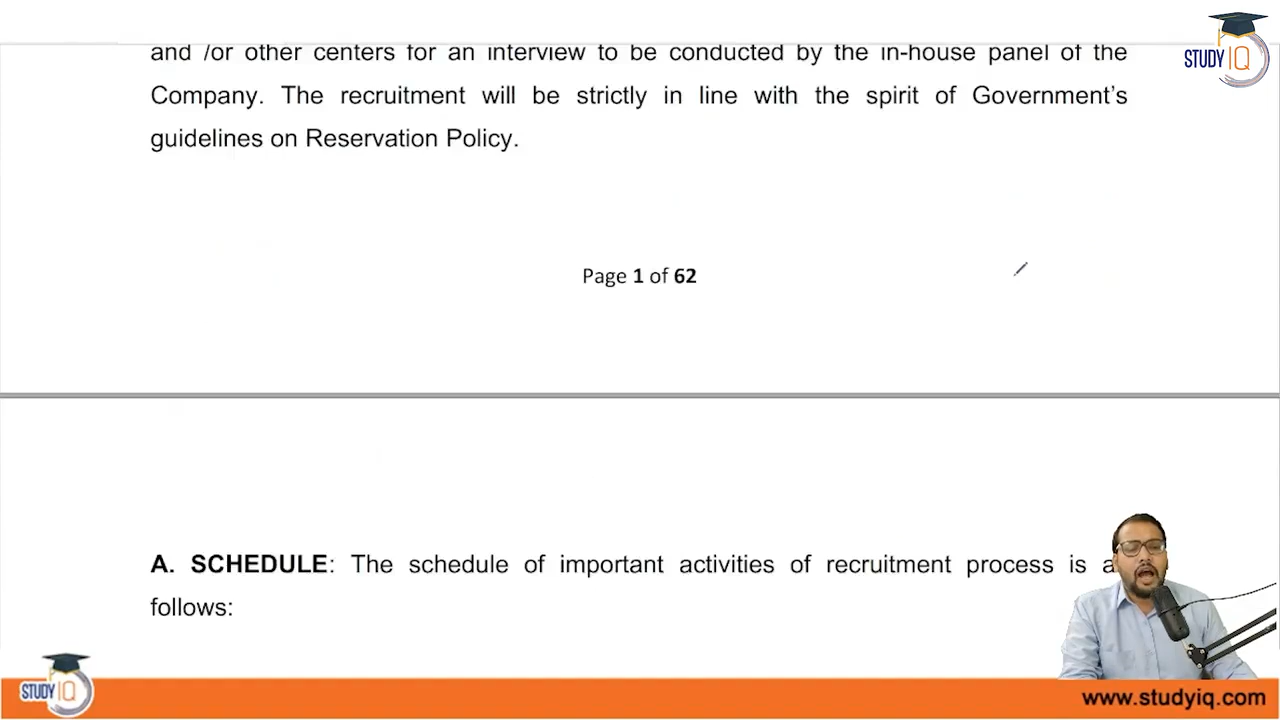 STUDY IQ
and /or other centers for an interview to be conducted by the in-house panel of the
Company. The recruitment will be strictly in line with the spirit of Government's
guidelines on Reservation Policy.
Page 1 of 62
A. SCHEDULE: The schedule of important activities of recruitment process is a
follows:
STUDY IQ
www.studyiq.com